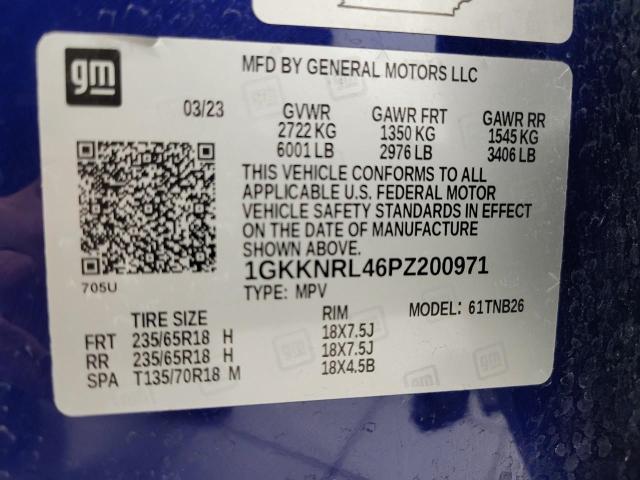 gm
MFD BY GENERAL MOTORS LLC
03/23 GVWR GAWR FRT GAWR RR
2722 KG 1350 KG 1545 KG
6001 LB 2976 LB 3406 LB
THIS VEHICLE CONFORMS TO ALL
APPLICABLE U.S. FEDERAL MOTOR
VEHICLE SAFETY STANDARDS IN EFFECT
ON THE DATE OF MANUFACTURE
SHOWN ABOVE.
705U
1GKKNRL46PZ200971
TYPE: MPV MODEL: 61TNB26
TIRE SIZE RIM
FRT 235/65R18 H 18X7.5J
RR 235/65R18 H 18X7.5J
SPA T135/70R18 M 18X4.5B